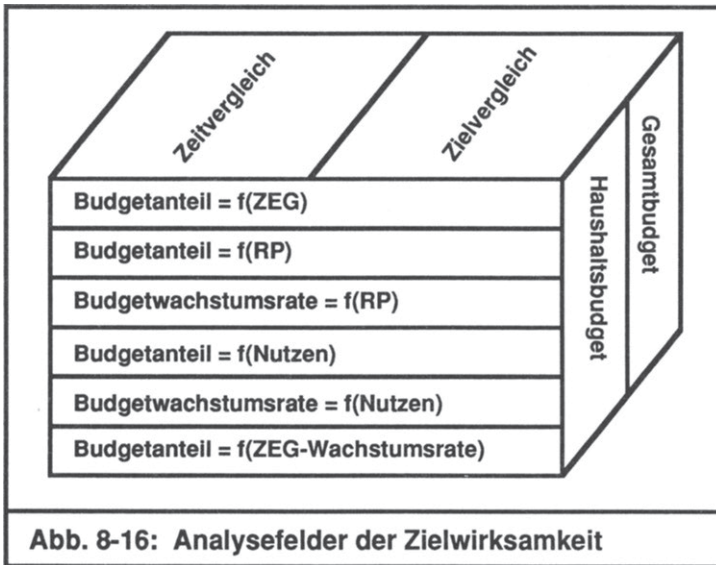 Zeitvergleich
Zielvergleich
Haushaltsbudget
Gesamtbudget
Budgetanteil = f(ZEG)
Budgetanteil = f(RP)
Budgetwachstumsrate = f(RP)
Budgetanteil = f(Nutzen)
Budgetwachstumsrate = f(Nutzen)
Budgetanteil = f(ZEG-Wachstumsrate)
Abb. 8-16: Analysefelder der Zielwirksamkeit